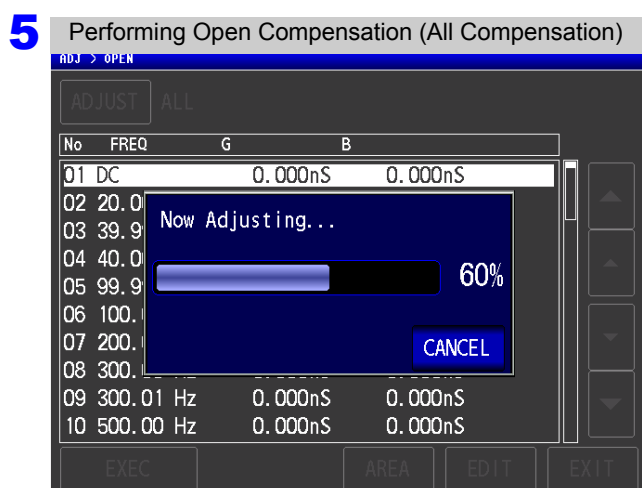 5 Performing Open Compensation (All Compensation)
ADJ > OPEN
ADJUST ALL
No FREQ G B
01 DC 0.000nS 0.000nS
02 20.0
03 39.9
04 40.0
05 99.9
06 100.
07 200.
08 300.
Now Adjusting...
60%
CANCEL
09 300.01 Hz 0.000nS 0.000nS
10 500.00 Hz 0.000nS 0.000nS
EXEC AREA EDIT EXIT